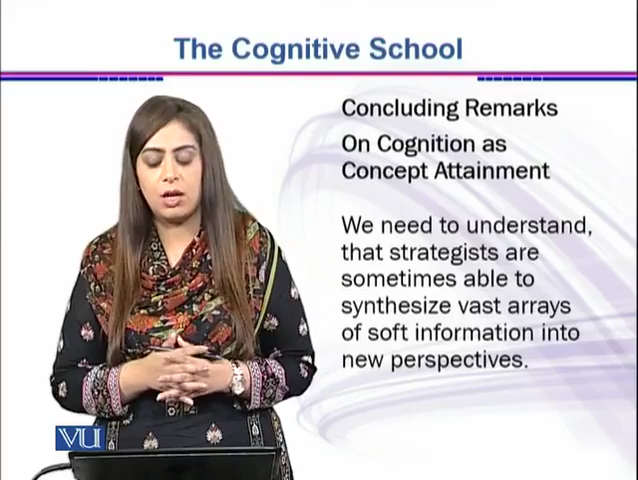 The Cognitive School
Concluding Remarks
On Cognition as
Concept Attainment
We need to understand,
that strategists are
sometimes able to
synthesize vast arrays
of soft information into
new perspectives.
VU